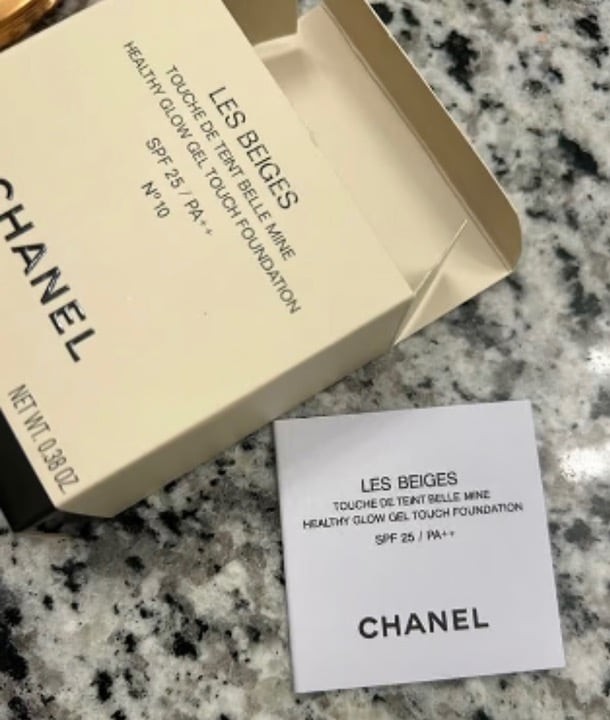 LES BEIGES
TOUCHE DE TEINT BELLE MINE
HEALTHY GLOW GEL TOUCH FOUNDATION
SPF 25 / PA++
N°10
CHANEL
NET WT. 0.38 OZ.
LES BEIGES
TOUCHE DE TEINT BELLE MINE
HEALTHY GLOW GEL TOUCH FOUNDATION
SPF 25 / PA++
CHANEL